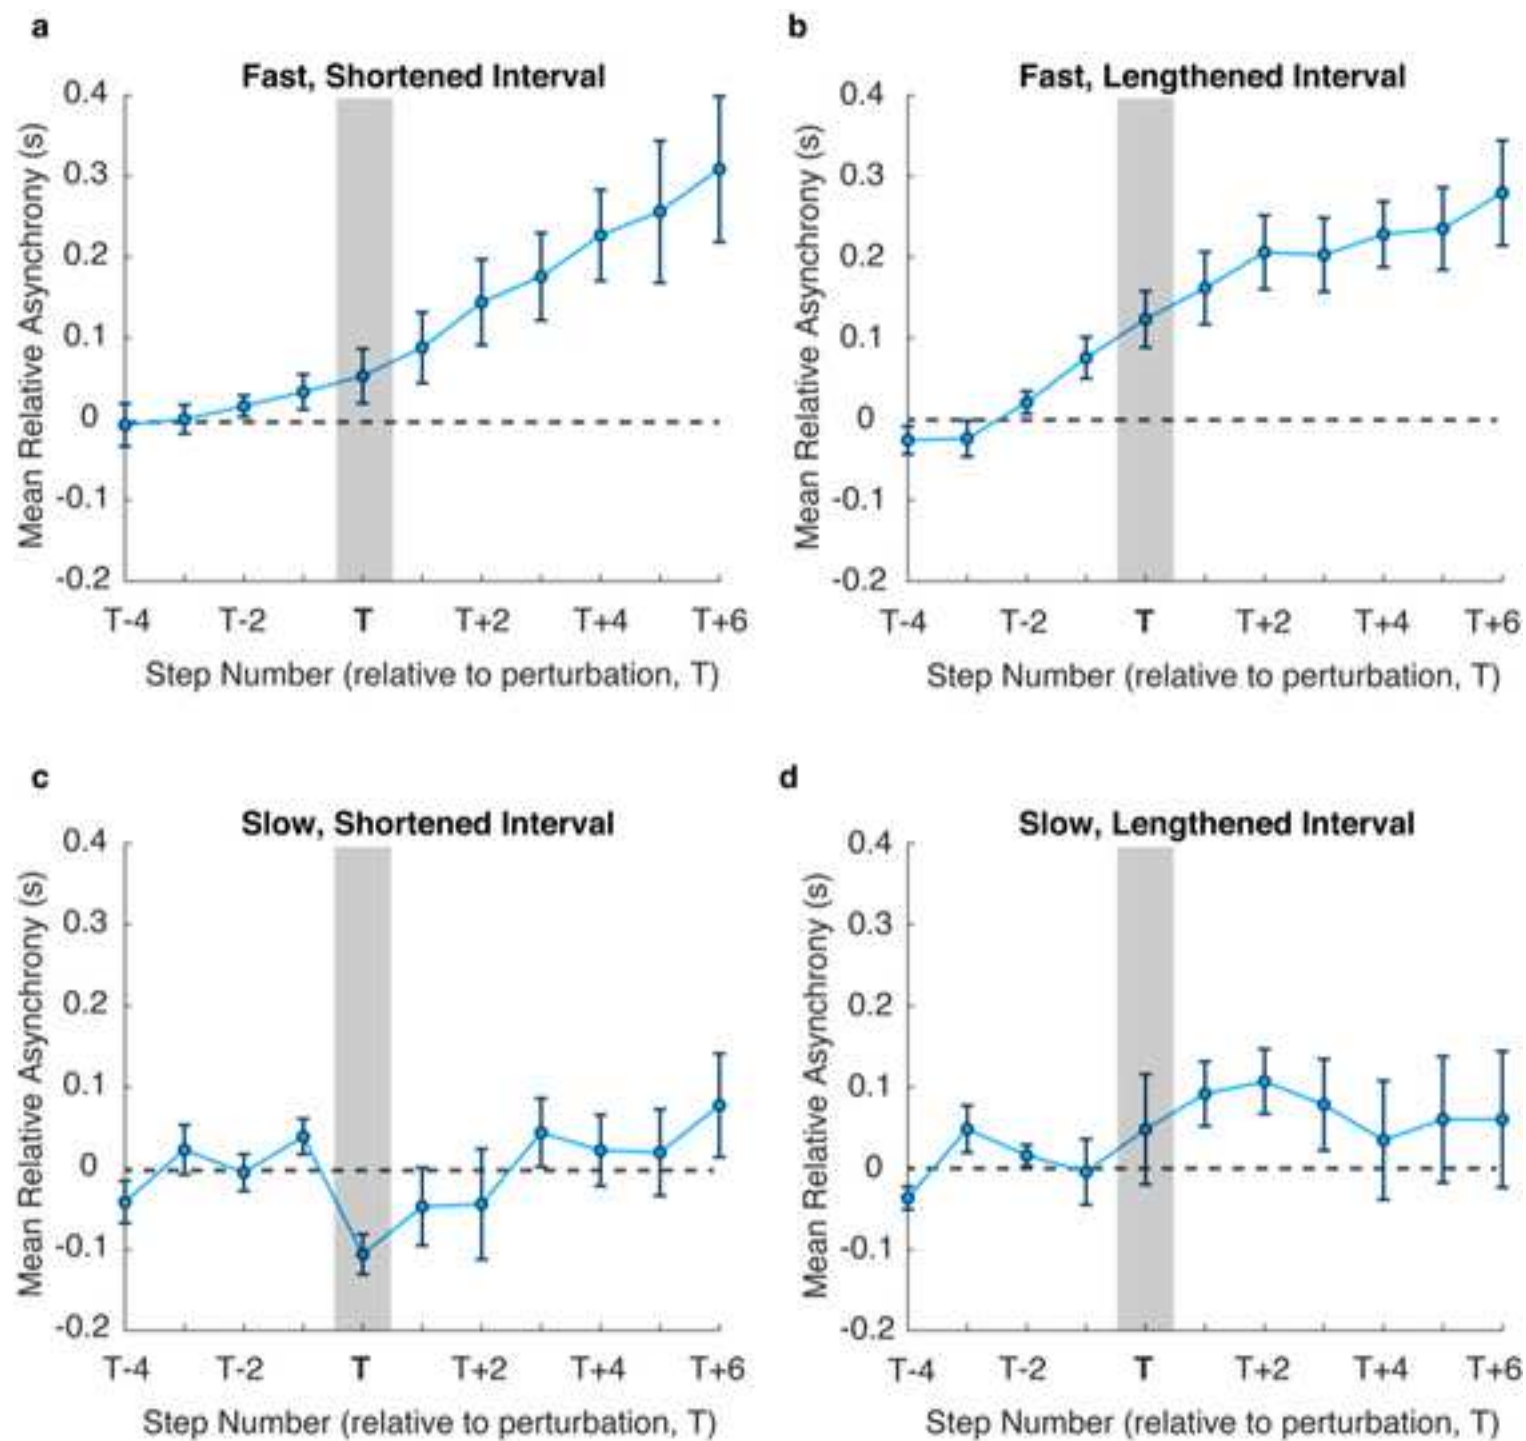 a
Fast, Shortened Interval
Mean Relative Asynchrony (s)
0.4
0.3
0.2
0.1
0
-0.1
-0.2
T-4 T-2 T T+2 T+4 T+6
Step Number (relative to perturbation, T)
b
Fast, Lengthened Interval
Mean Relative Asynchrony (s)
0.4
0.3
0.2
0.1
0
-0.1
-0.2
T-4 T-2 T T+2 T+4 T+6
Step Number (relative to perturbation, T)
c
Slow, Shortened Interval
Mean Relative Asynchrony (s)
0.4
0.3
0.2
0.1
0
-0.1
-0.2
T-4 T-2 T T+2 T+4 T+6
Step Number (relative to perturbation, T)
d
Slow, Lengthened Interval
Mean Relative Asynchrony (s)
0.4
0.3
0.2
0.1
0
-0.1
-0.2
T-4 T-2 T T+2 T+4 T+6
Step Number (relative to perturbation, T)